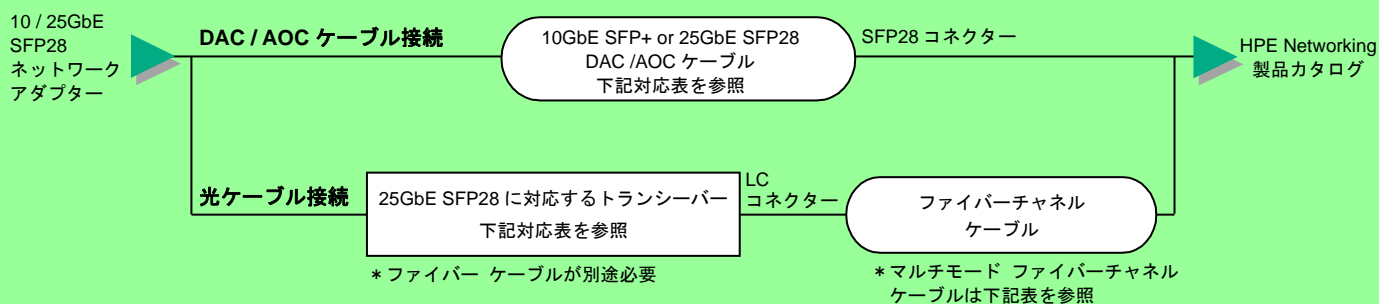 10 / 25GbE
SFP28
ネットワーク
アダプター
DAC / AOC ケーブル接続
10GbE SFP+ or 25GbE SFP28
DAC /AOC ケーブル
下記対応表を参照
SFP28 コネクター
HPE Networking
製品カタログ
光ケーブル接続
25GbE SFP28 に対応するトランシーバー
下記対応表を参照
*ファイバー ケーブルが別途必要
LC
コネクター
ファイバーチャネル
ケーブル
*マルチモード ファイバーチャネル
ケーブルは下記表を参照